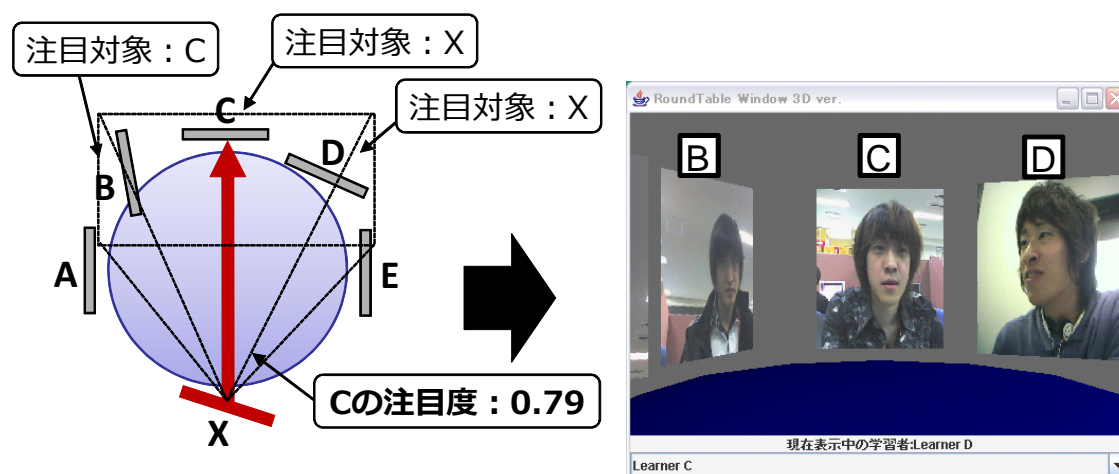 注目対象：C
注目対象：X
注目対象：X
C
D
B
A
E
X
Cの注目度：0.79
RoundTable Window 3D ver.
B
C
D
現在表示中の学習者:Learner D
Learner C